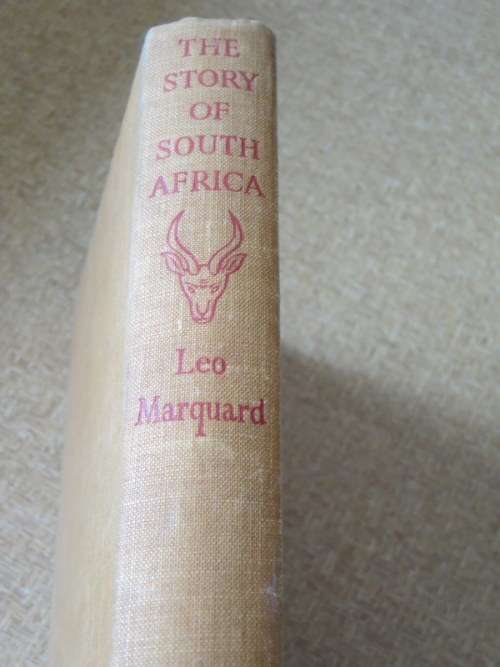 THE
STORY
OF
SOUTH
AFRICA
Leo
Marquard